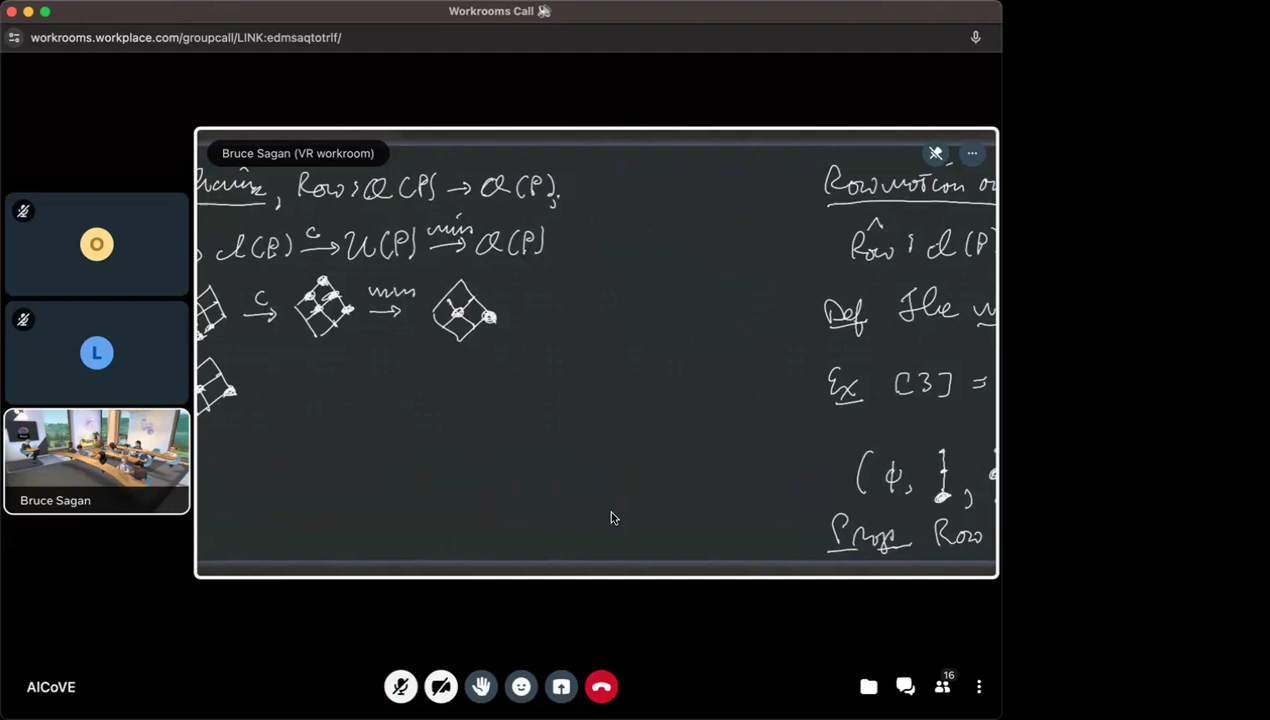 Workrooms Call
workrooms.workplace.com/groupcall/LINK:edmsaqtotrlf/
Bruce Sagan (VR workroom)
, Row : 𝒜(P) → 𝒜(P);
ℐ(P) →c 𝒰(P) →min 𝒜(P)
→c →min
Rowmotion o
Row̑ : ℐ(P)
Def The
Ex [3] =
(ϕ, ,
Prop Row
O
L
Bruce Sagan
AICoVE
16